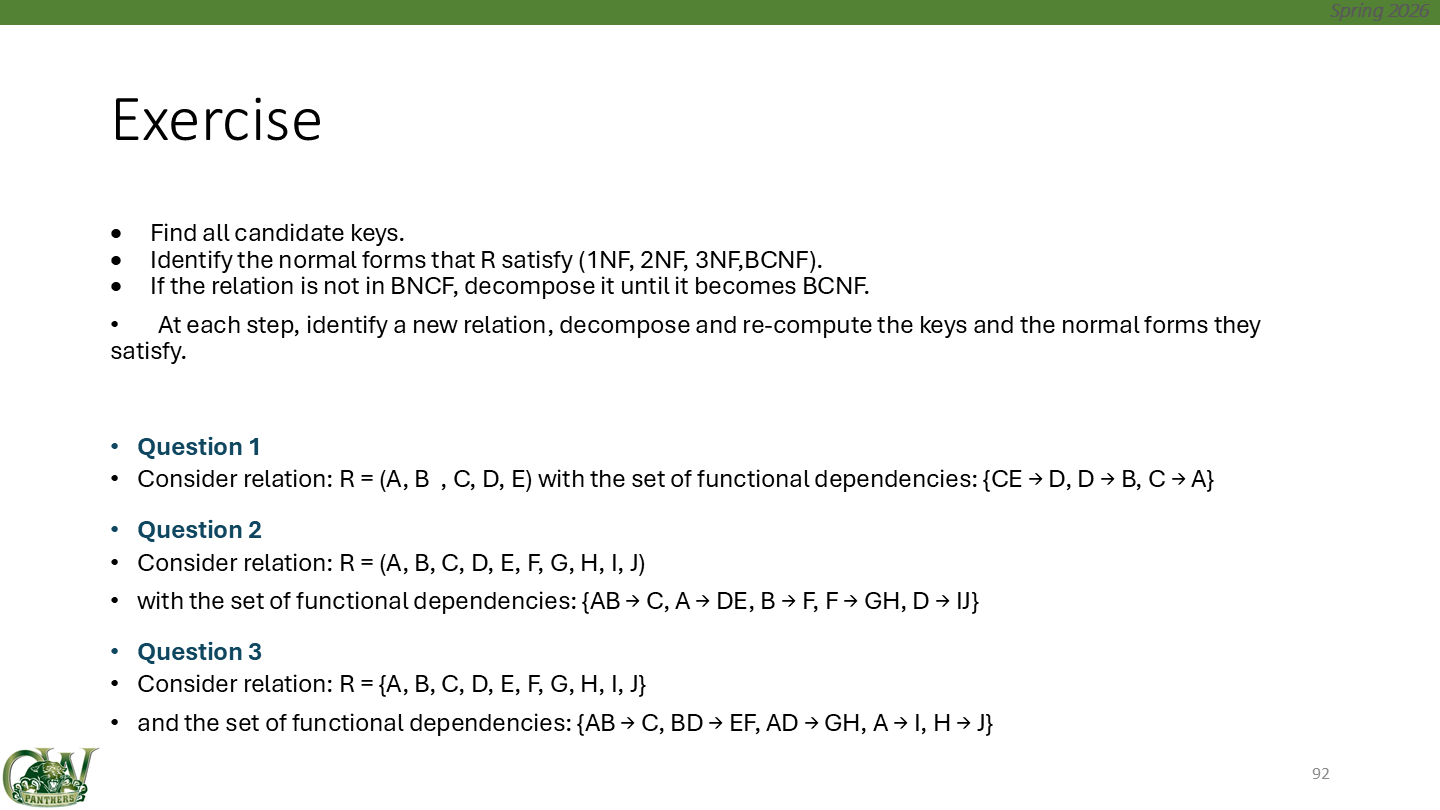 Spring 2026
Exercise
• Find all candidate keys.
• Identify the normal forms that R satisfy (1NF, 2NF, 3NF,BCNF).
• If the relation is not in BNCF, decompose it until it becomes BCNF.
• At each step, identify a new relation, decompose and re-compute the keys and the normal forms they
satisfy.
• Question 1
• Consider relation: R = (A, B , C, D, E) with the set of functional dependencies: {CE → D, D → B, C → A}
• Question 2
• Consider relation: R = (A, B, C, D, E, F, G, H, I, J)
• with the set of functional dependencies: {AB → C, A → DE, B → F, F → GH, D → IJ}
• Question 3
• Consider relation: R = {A, B, C, D, E, F, G, H, I, J}
• and the set of functional dependencies: {AB → C, BD → EF, AD → GH, A → I, H → J}
OW
PANTHERS
92